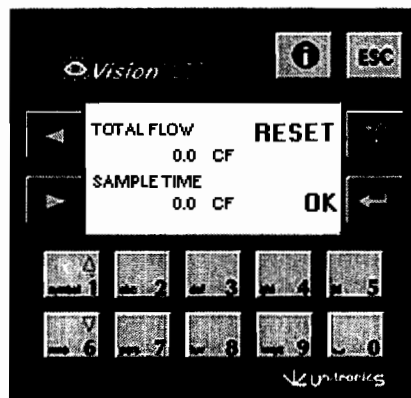 Vision
i ESC
TOTAL FLOW RESET
0.0 CF
SAMPLE TIME
0.0 CF OK
1 2 3 4 5
6 7 8 9 0
unitronics